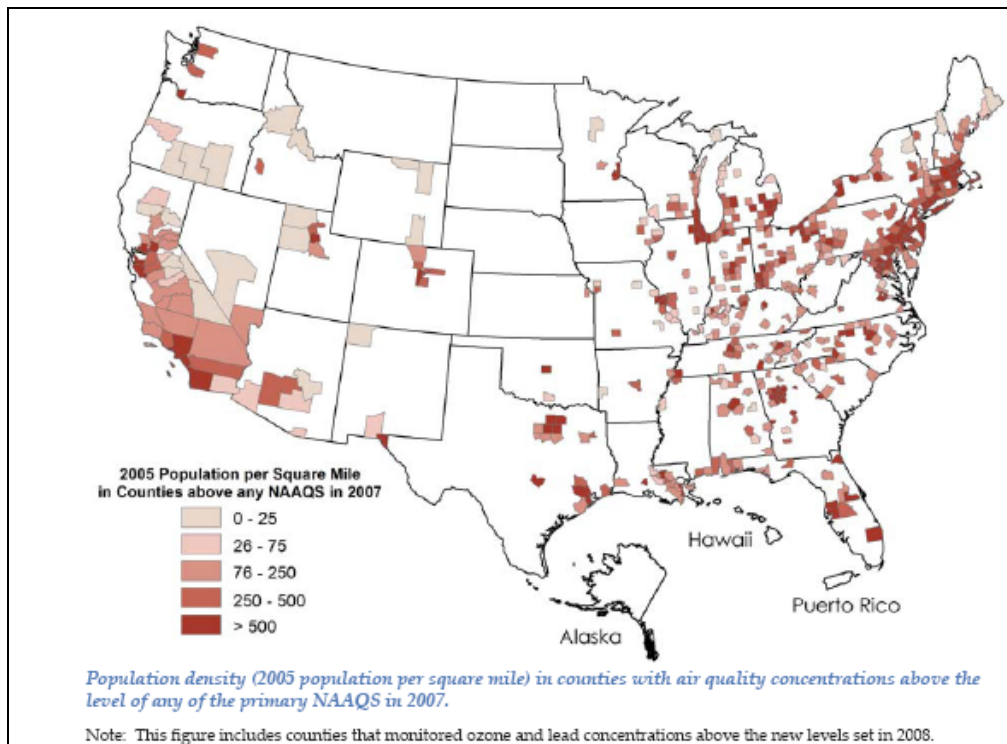 2005 Population per Square Mile
in Counties above any NAAQS in 2007
0 - 25
26 - 75
76 - 250
250 - 500
> 500
Alaska
Hawaii
Puerto Rico
Population density (2005 population per square mile) in counties with air quality concentrations above the
level of any of the primary NAAQS in 2007.
Note: This figure includes counties that monitored ozone and lead concentrations above the new levels set in 2008.